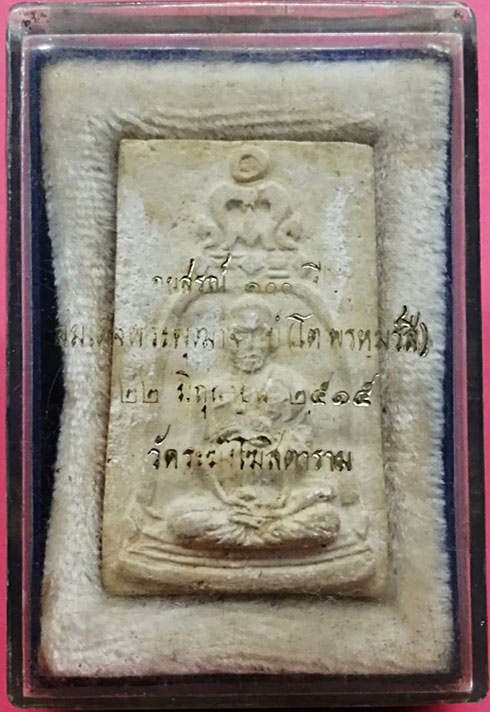 อนุสรณ์ ๑๐๐ ปี
สมเด็จพระพุฒาจารย์ (โต พรหมรังสี)
๒๒ มิถุนายน ๒๕๑๕
วัดระฆังโฆสิตาราม